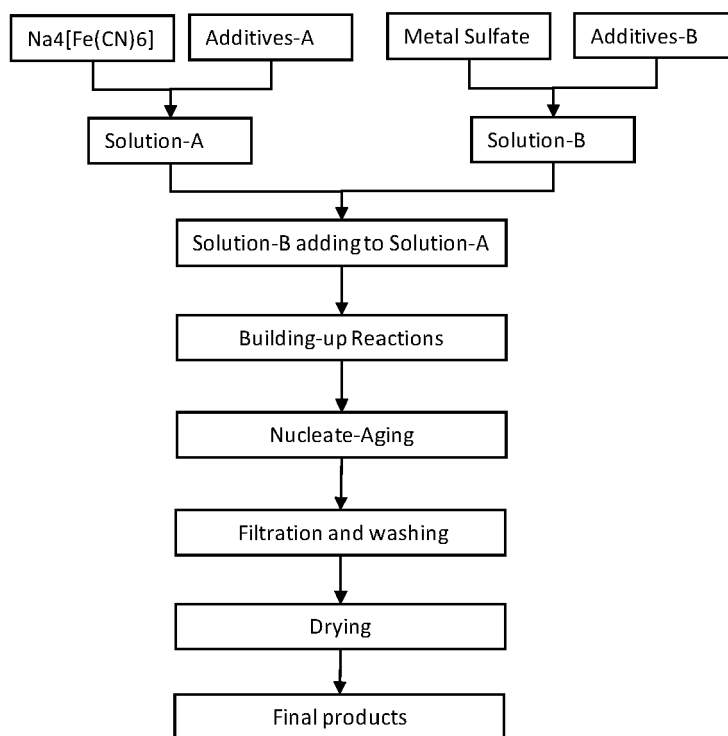 Na4[Fe(CN)6]
Additives-A
Metal Sulfate
Additives-B
Solution-A
Solution-B
Solution-B adding to Solution-A
Building-up Reactions
Nucleate-Aging
Filtration and washing
Drying
Final products